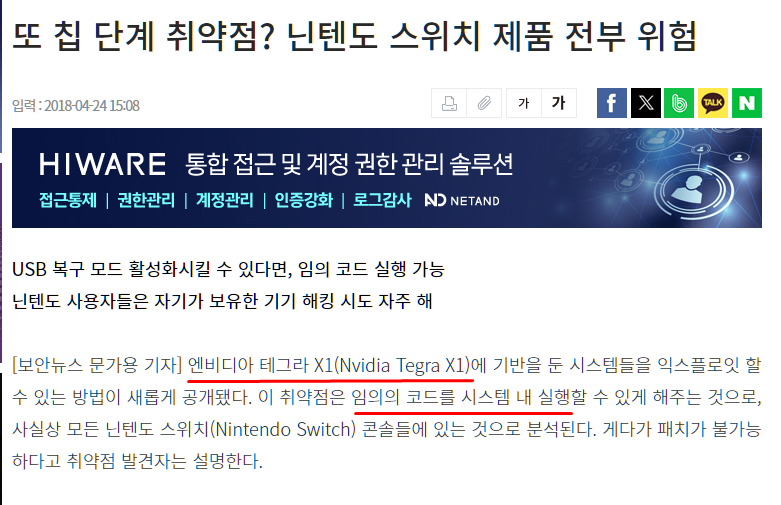 또 칩 단계 취약점? 닌텐도 스위치 제품 전부 위험
입력 : 2018-04-24 15:08
가 가 f X b TALK N
HIWARE 통합 접근 및 계정 권한 관리 솔루션
접근통제 | 권한관리 | 계정관리 | 인증강화 | 로그감사 ND NETAND
USB 복구 모드 활성화시킬 수 있다면, 임의 코드 실행 가능
닌텐도 사용자들은 자기가 보유한 기기 해킹 시도 자주 해
[보안뉴스 문가용 기자] 엔비디아 테그라 X1(Nvidia Tegra X1)에 기반을 둔 시스템들을 익스플로잇 할
수 있는 방법이 새롭게 공개됐다. 이 취약점은 임의의 코드를 시스템 내 실행할 수 있게 해주는 것으로,
사실상 모든 닌텐도 스위치(Nintendo Switch) 콘솔들에 있는 것으로 분석된다. 게다가 패치가 불가능
하다고 취약점 발견자는 설명한다.